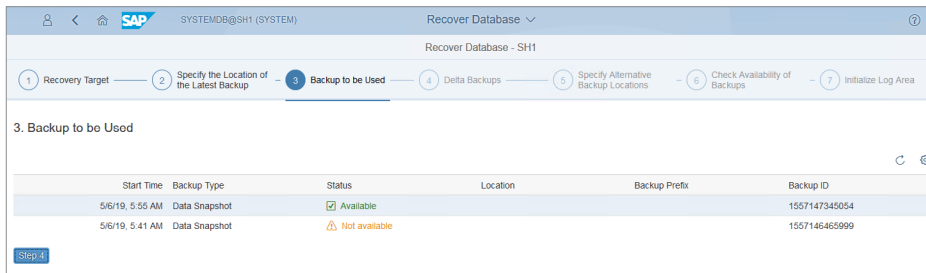 SAP SYSTEMDB@SH1 (SYSTEM) Recover Database
Recover Database - SH1
1 Recovery Target 2 Specify the Location of the Latest Backup 3 Backup to be Used 4 Delta Backups 5 Specify Alternative Backup Locations 6 Check Availability of Backups 7 Initialize Log Area
3. Backup to be Used
Start Time Backup Type Status Location Backup Prefix Backup ID
5/6/19, 5:55 AM Data Snapshot Available 1557147345054
5/6/19, 5:41 AM Data Snapshot Not available 1557146465999
Step 4